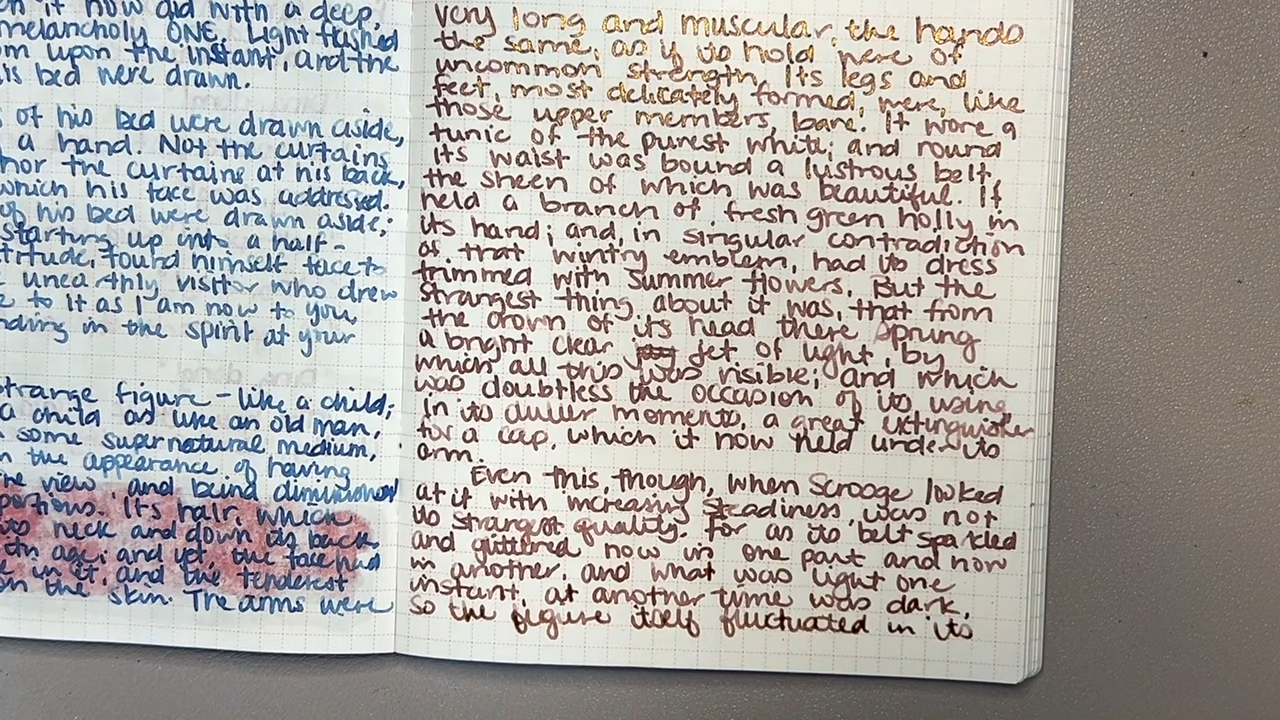 en it now did with a deep,
melancholy ONE. Light flashed
m upon the instant, and the
is bed were drawn.
of his bed were drawn aside,
a hand. Not the curtains
nor the curtains at his back,
which his face was addressed.
of his bed were drawn aside;
starting up into a half-
titude, found himself face to
unearthly visitor who drew
e to it as I am now to you,
nding in the spirit at your
strange figure - like a child;
a child as like an old man,
some supernatural medium,
the appearance of having
the view, and being diminished
portions. Its hair, which
its neck and down its back,
th age; and yet the face had
e in it, and the tenderest
on the skin. The arms were
very long and muscular, the hands
the same, as if its hold were of
uncommon strength. Its legs and
feet, most delicately formed, were, like
those upper members, bare. It wore a
tunic of the purest white; and round
its waist was bound a lustrous belt,
the sheen of which was beautiful. It
held a branch of fresh green holly in
its hand; and, in singular contradiction
of that wintry emblem, had its dress
trimmed with summer flowers. But the
strangest thing about it was, that from
the crown of its head there sprung
a bright clear jet of light, by
which all this was visible; and which
was doubtless the occasion of its using
in its duller moments, a great extinguisher
for a cap, which it now held under its
arm.
Even this, though, when Scrooge looked
at it with increasing steadiness, was not
its strangest quality. For as its belt sparkled
and glittered now in one part and now
in another, and what was light one
instant, at another time was dark,
so the figure itself fluctuated in its